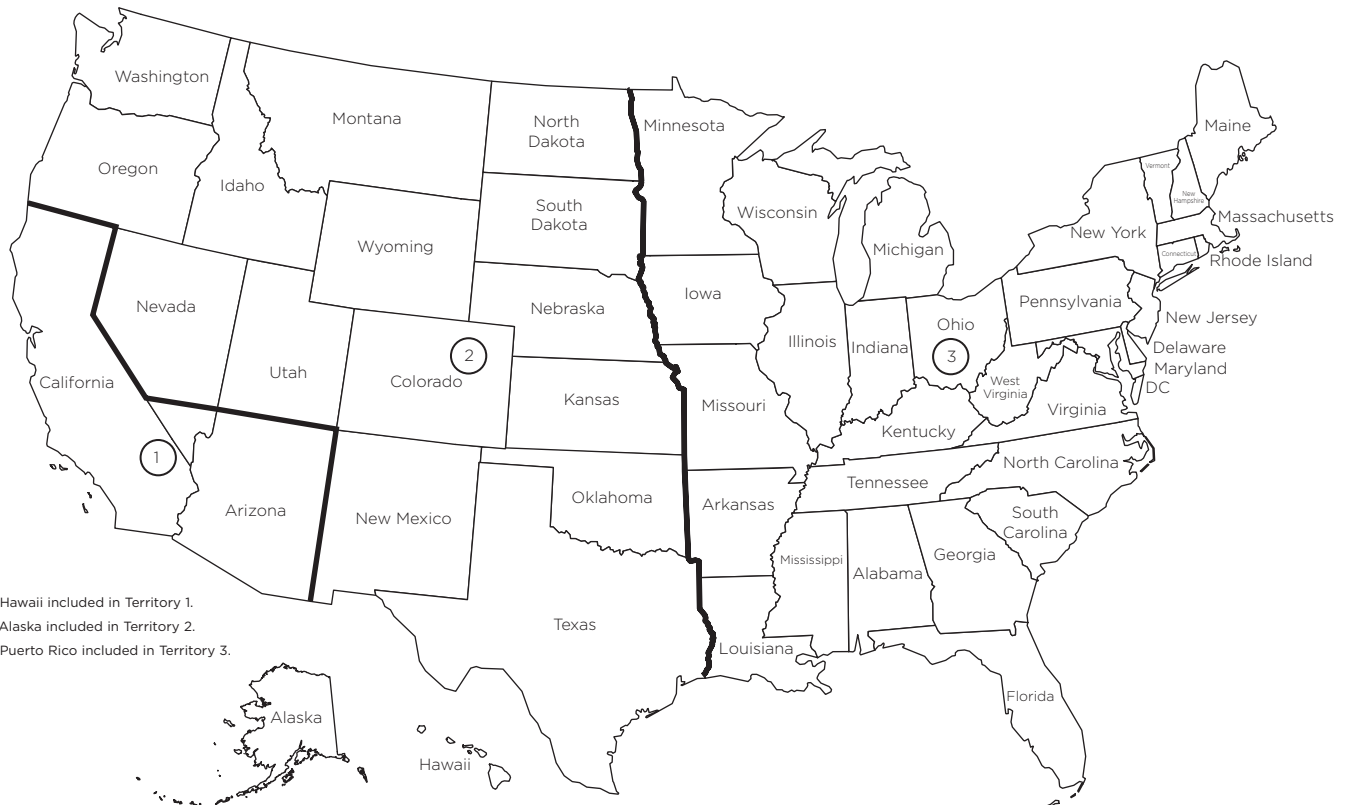 Washington
Montana
North
Dakota
Minnesota
Maine
Oregon
Idaho
Vermont
New
Hampshire
South
Dakota
Wisconsin
Massachusetts
Wyoming
Michigan
New York
Connecticut
Rhode Island
Nevada
Nebraska
Iowa
Pennsylvania
New Jersey
Ohio
3
Illinois
Indiana
Delaware
Maryland
DC
2
Colorado
Utah
California
Kansas
Missouri
West
Virginia
Virginia
Kentucky
1
North Carolina
Tennessee
Arizona
New Mexico
Oklahoma
Arkansas
South
Carolina
Mississippi
Alabama
Georgia
Hawaii included in Territory 1.
Alaska included in Territory 2.
Puerto Rico included in Territory 3.
Texas
Louisiana
Florida
Alaska
Hawaii